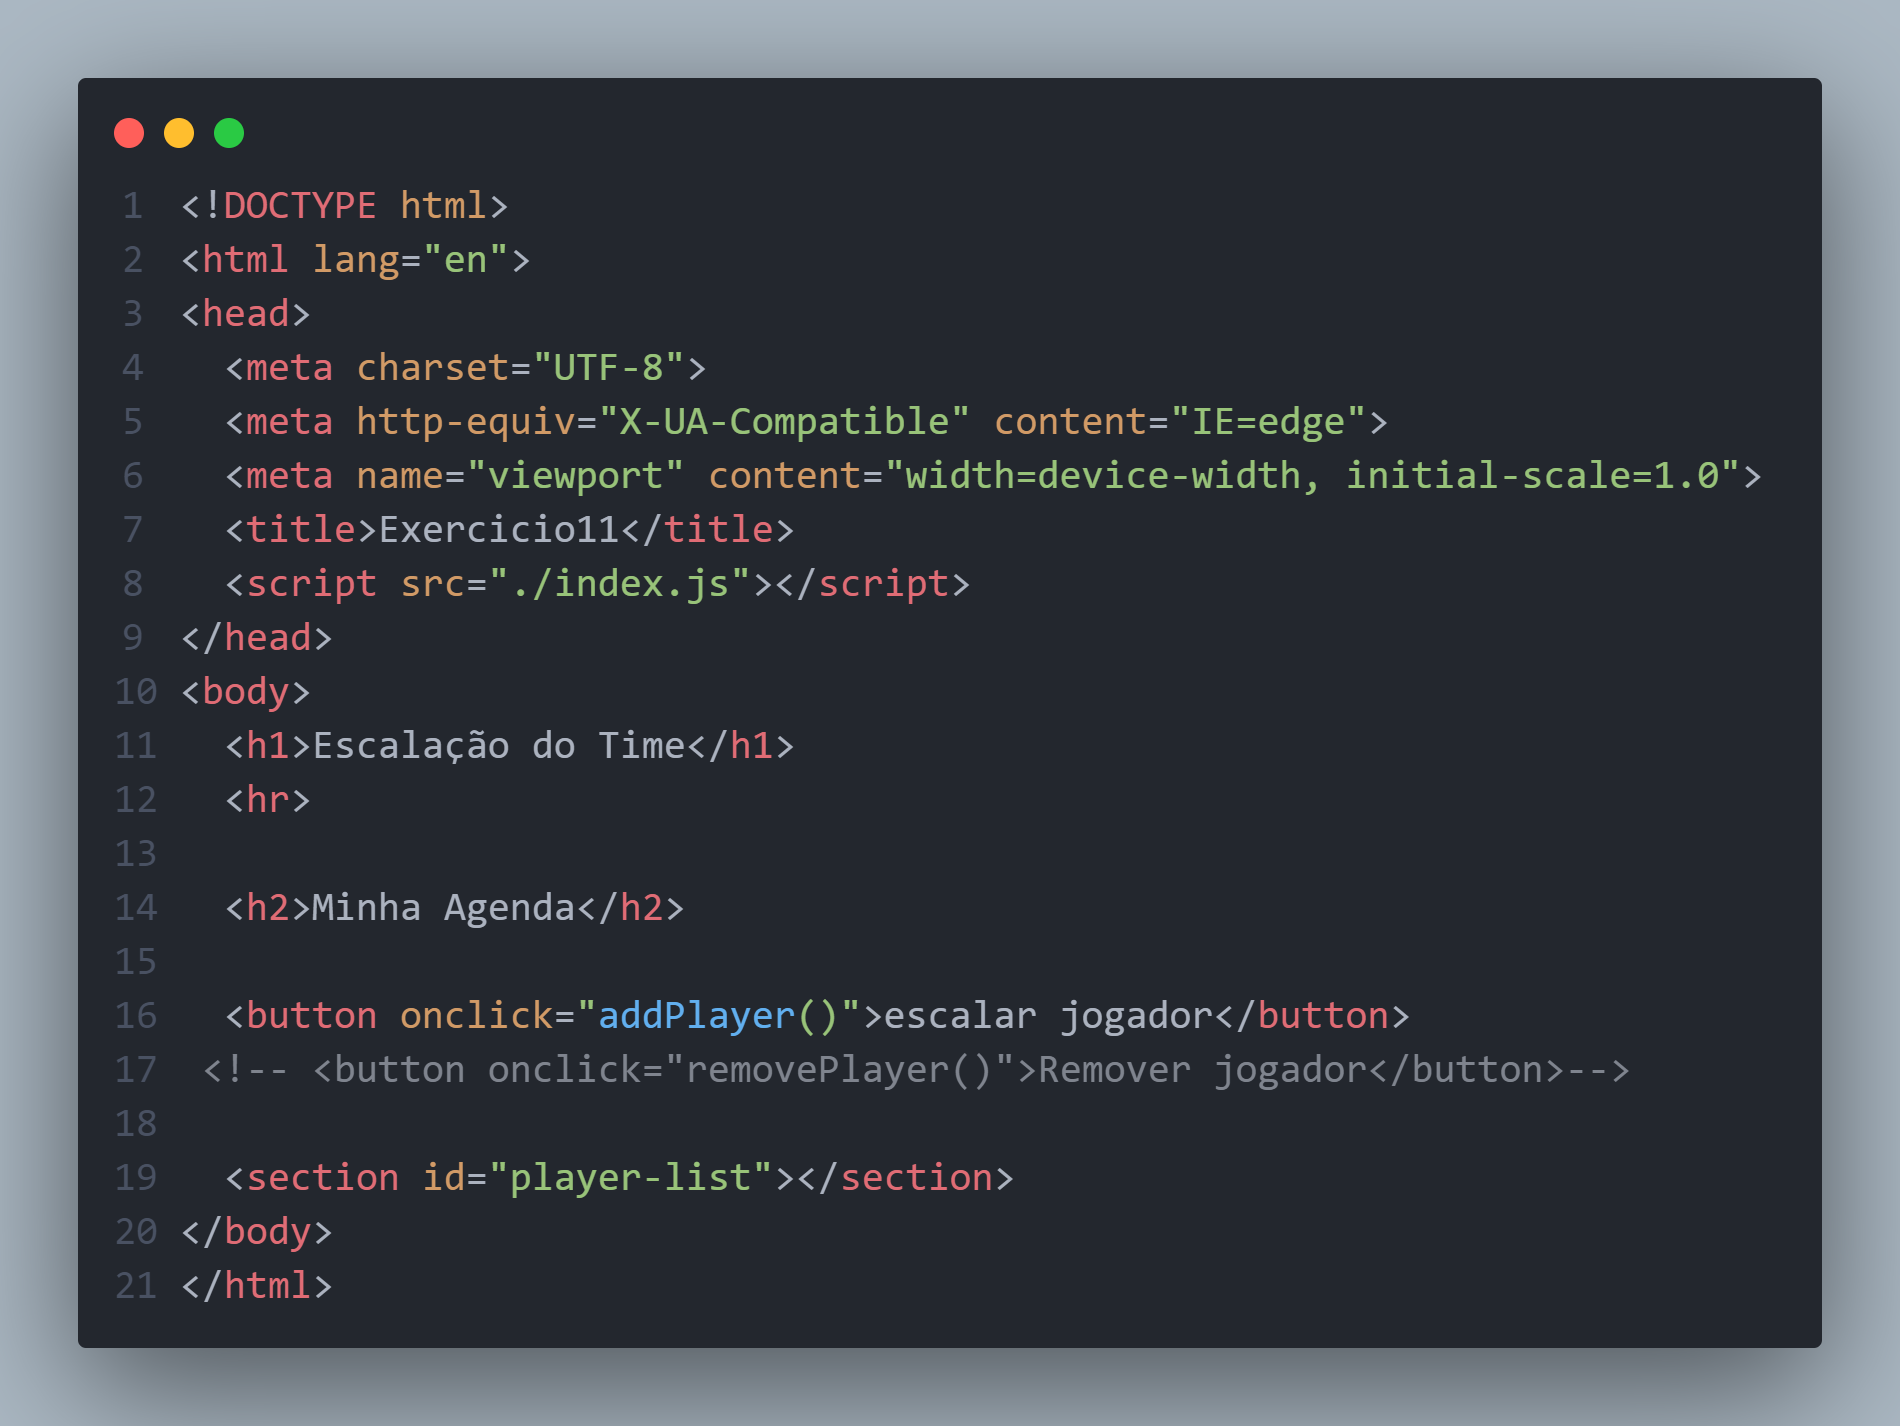 1 <!DOCTYPE html>
2 <html lang="en">
3 <head>
4   <meta charset="UTF-8">
5   <meta http-equiv="X-UA-Compatible" content="IE=edge">
6   <meta name="viewport" content="width=device-width, initial-scale=1.0">
7   <title>Exercicio11</title>
8   <script src="./index.js"></script>
9 </head>
10 <body>
11   <h1>Escalação do Time</h1>
12   <hr>
13
14   <h2>Minha Agenda</h2>
15
16   <button onclick="addPlayer()">escalar jogador</button>
17  <!-- <button onclick="removePlayer()">Remover jogador</button>-->
18
19   <section id="player-list"></section>
20 </body>
21 </html>